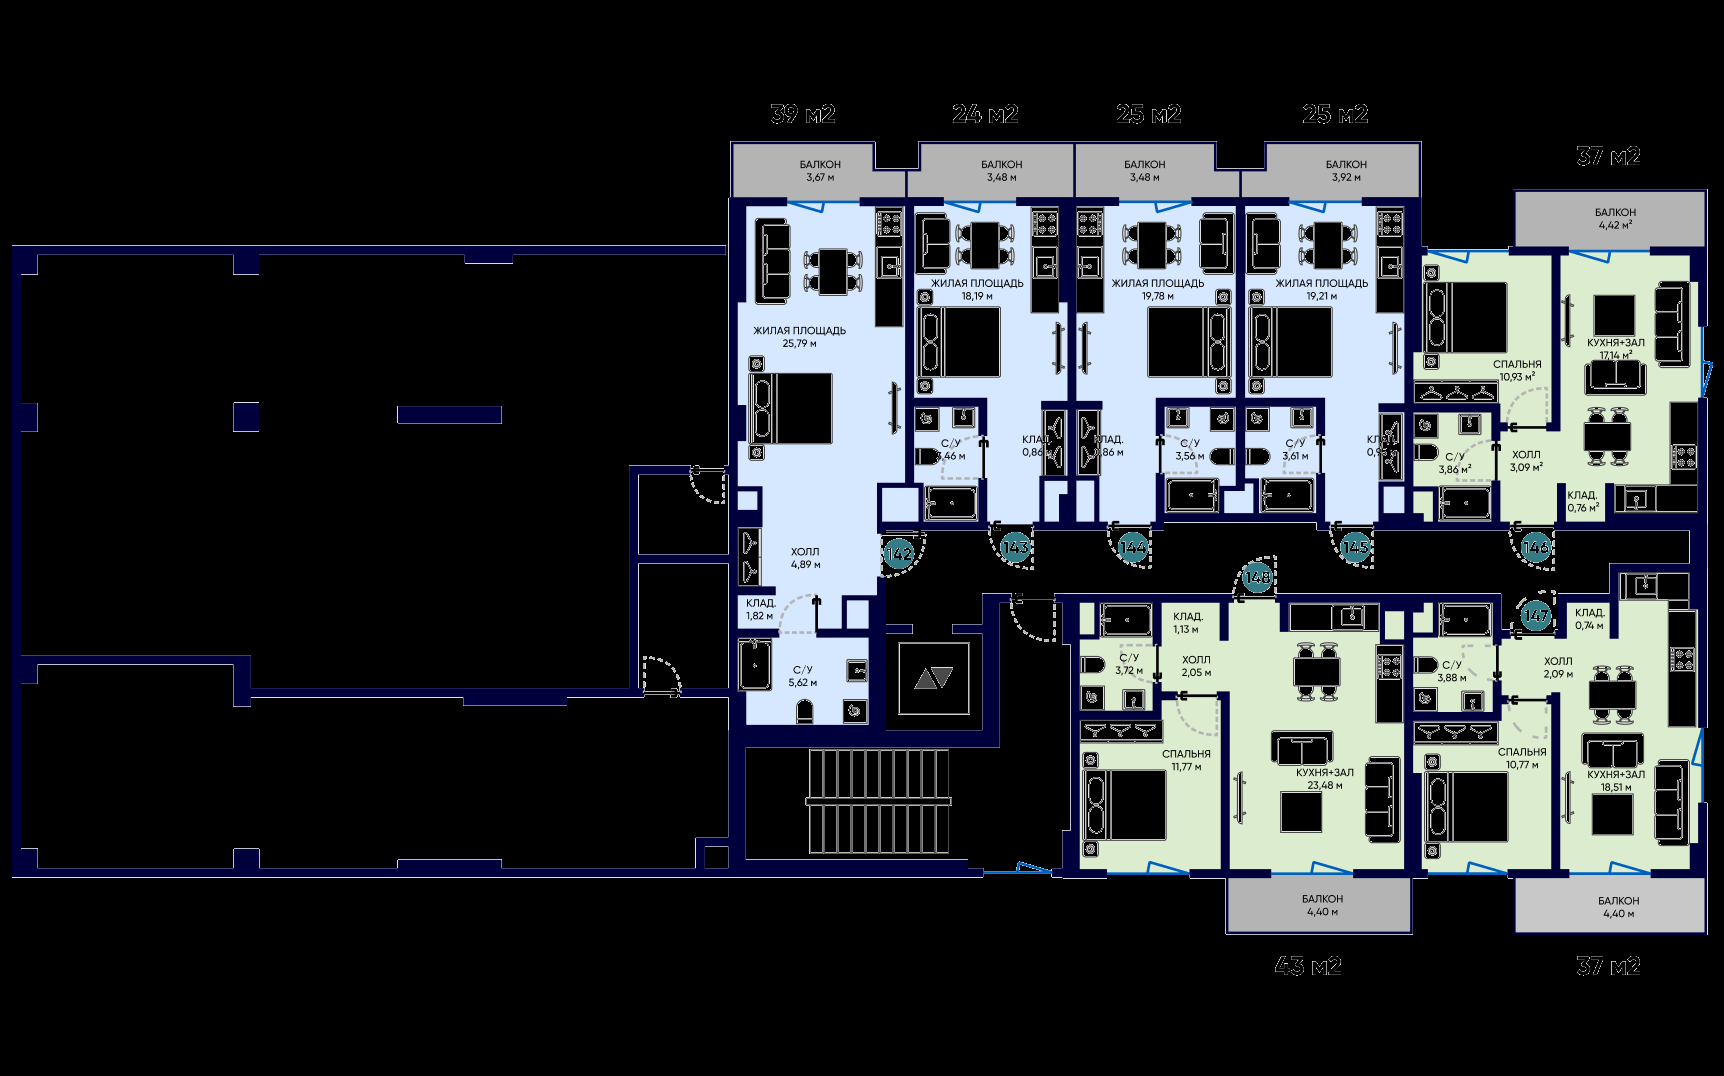 39 м2
24 м2
25 м2
25 м2
37 м2
БАЛКОН
3,67 м
БАЛКОН
3,48 м
БАЛКОН
3,48 м
БАЛКОН
3,92 м
БАЛКОН
4,42 м²
ЖИЛАЯ ПЛОЩАДЬ
25,79 м
ЖИЛАЯ ПЛОЩАДЬ
18,19 м
ЖИЛАЯ ПЛОЩАДЬ
19,78 м
ЖИЛАЯ ПЛОЩАДЬ
19,21 м
СПАЛЬНЯ
10,93 м²
КУХНЯ+ЗАЛ
17,14 м²
С/У
3,46 м
КЛАД.
0,86 м
КЛАД.
0,86 м
С/У
3,56 м
С/У
3,61 м
КЛАД.
С/У
3,86 м²
ХОЛЛ
3,09 м²
КЛАД.
0,76 м²
ХОЛЛ
4,89 м
142
143
144
145
146
148
147
КЛАД.
1,82 м
С/У
5,62 м
КЛАД.
1,13 м
С/У
3,72 м
ХОЛЛ
2,05 м
КЛАД.
0,74 м
С/У
3,88 м
ХОЛЛ
2,09 м
СПАЛЬНЯ
11,77 м
КУХНЯ+ЗАЛ
23,48 м
СПАЛЬНЯ
10,77 м
КУХНЯ+ЗАЛ
18,51 м
БАЛКОН
4,40 м
БАЛКОН
4,40 м
43 м2
37 м2